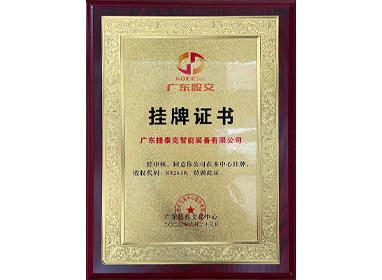 GDEE
广东股交
挂牌证书
广东捷泰克智能装备有限公司
经审核，同意你公司在本中心挂牌，
股权代码：892618，特颁此证。
广东股权交易中心